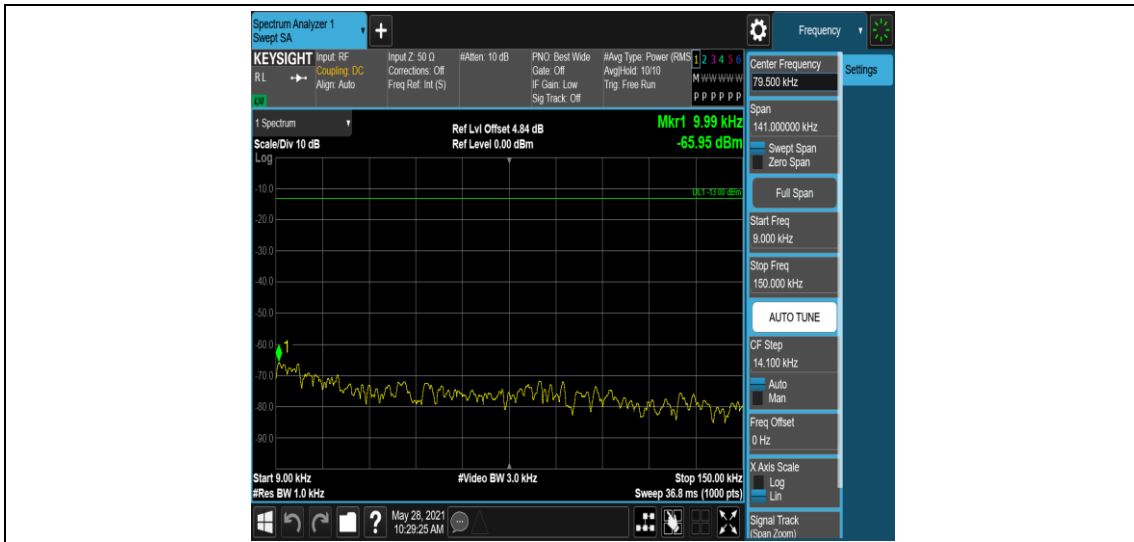 Spectrum Analyzer 1
Swept SA
+
Frequency
KEYSIGHT
RL
LXI
Input: RF
Coupling: DC
Align: Auto
Input Z: 50 Ω
Corrections: Off
Freq Ref: Int (S)
#Atten: 10 dB
PNO: Best Wide
Gate: Off
IF Gain: Low
Sig Track: Off
#Avg Type: Power (RMS
Avg|Hold: 10/10
Trig: Free Run
1 2 3 4 5 6
M W W W W W
P P P P P P
1 Spectrum
Scale/Div 10 dB
Log
Ref Lvl Offset 4.84 dB
Ref Level 0.00 dBm
Mkr1 9.99 kHz
-65.95 dBm
DL1 -13.00 dBm
-10.0
-20.0
-30.0
-40.0
-50.0
-60.0
1
-70.0
-80.0
-90.0
Start 9.00 kHz
#Res BW 1.0 kHz
#Video BW 3.0 kHz
Stop 150.00 kHz
Sweep 36.8 ms (1000 pts)
?
May 28, 2021
10:29:25 AM
Center Frequency
79.500 kHz
Settings
Span
141.000000 kHz
Swept Span
Zero Span
Full Span
Start Freq
9.000 kHz
Stop Freq
150.000 kHz
AUTO TUNE
CF Step
14.100 kHz
Auto
Man
Freq Offset
0 Hz
X Axis Scale
Log
Lin
Signal Track
(Span Zoom)